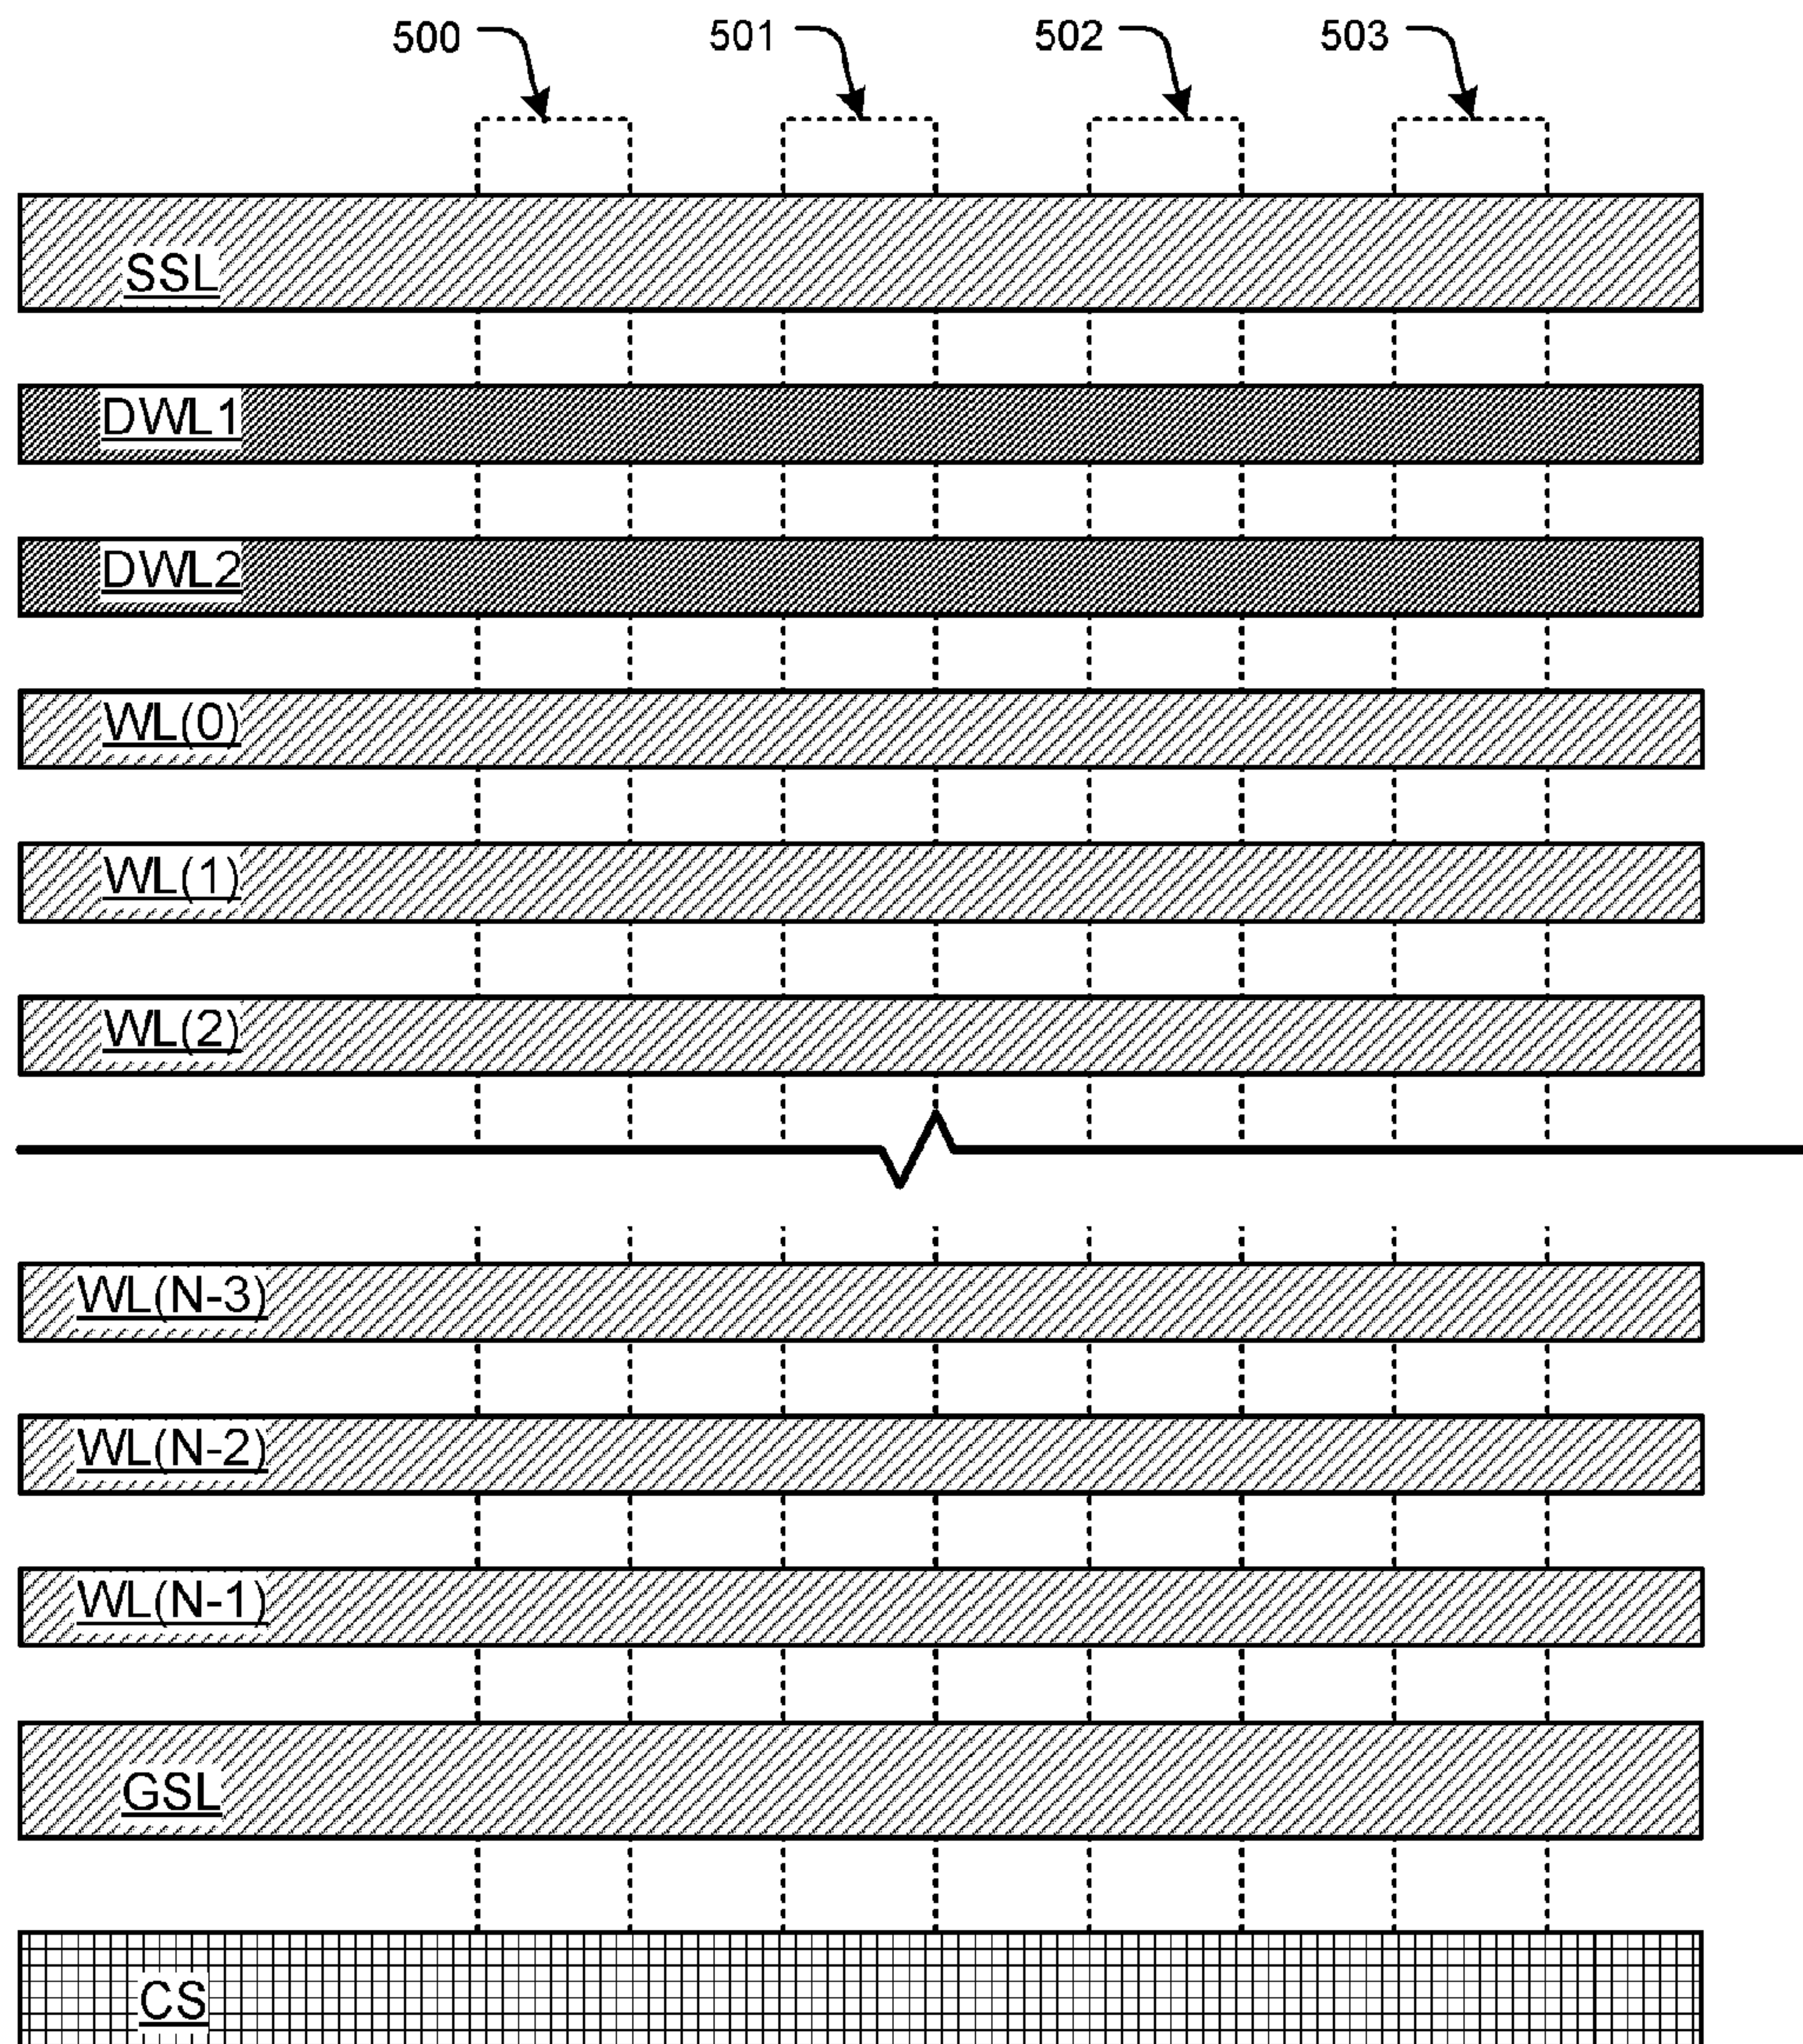 500 501 502 503
SSL
DWL1
DWL2
WL(0)
WL(1)
WL(2)
WL(N-3)
WL(N-2)
WL(N-1)
GSL
CS